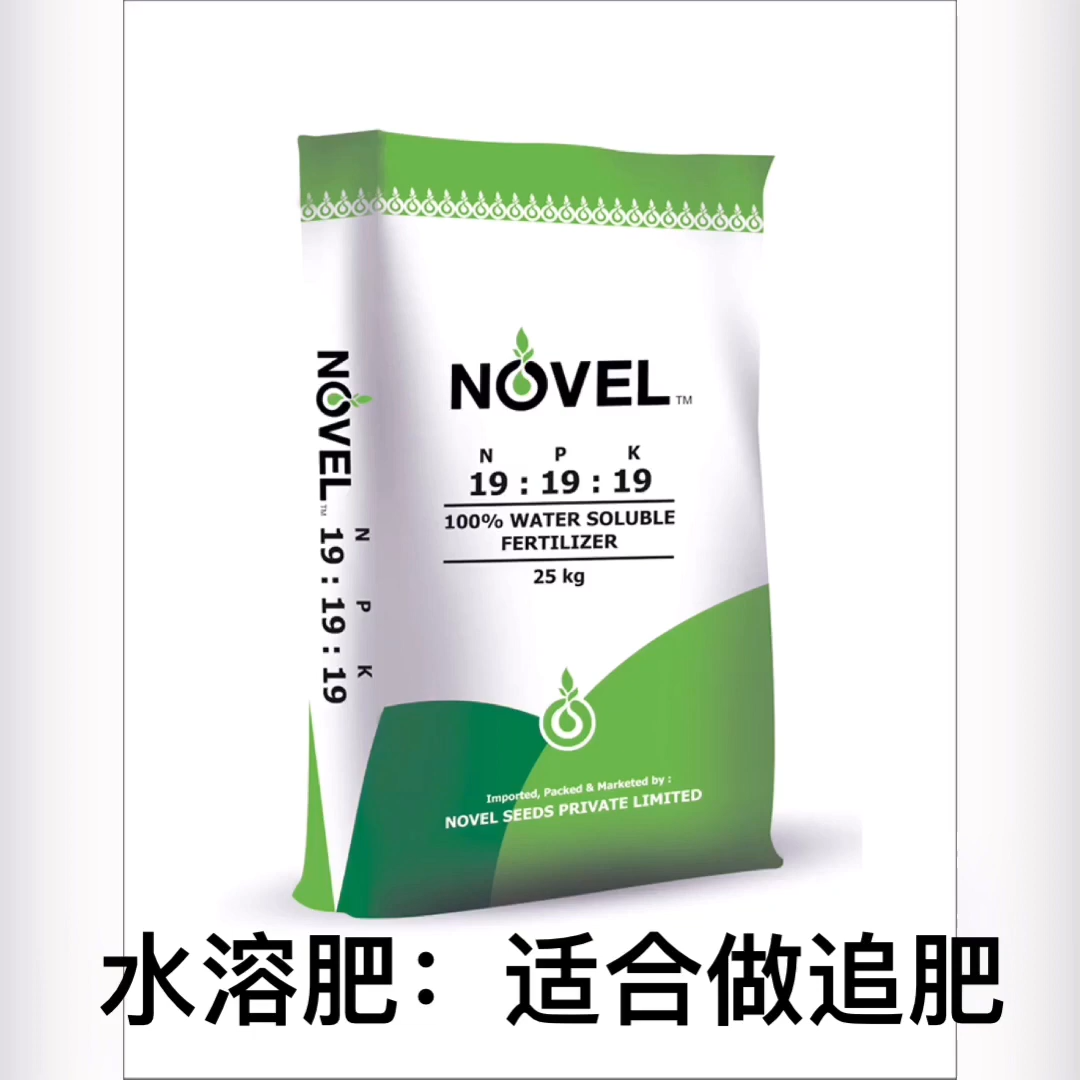 NOVEL™
N P K
19 : 19 : 19
100% WATER SOLUBLE
FERTILIZER
25 kg
Imported, Packed & Marketed by :
NOVEL SEEDS PRIVATE LIMITED
NOVEL™
N P K
19 : 19 : 19
水溶肥：适合做追肥